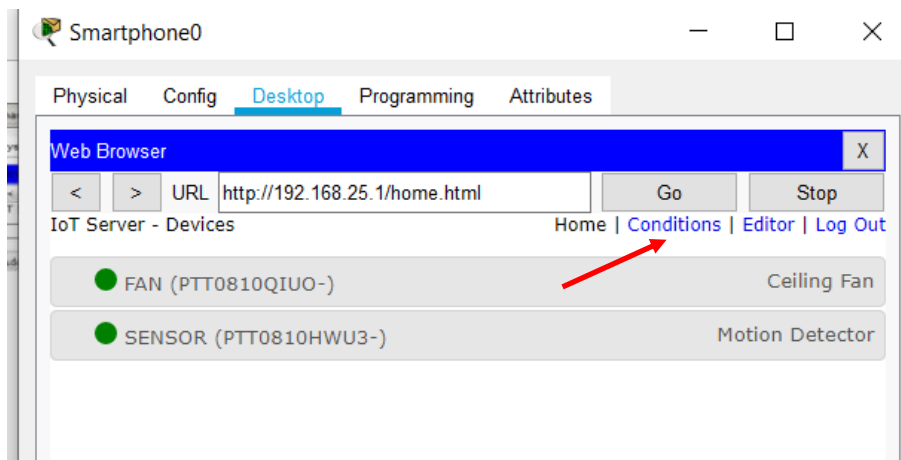 Smartphone0
Physical Config Desktop Programming Attributes
Web Browser X
< > URL http://192.168.25.1/home.html Go Stop
IoT Server - Devices Home | Conditions | Editor | Log Out
FAN (PTT0810QIUO-) Ceiling Fan
SENSOR (PTT0810HWU3-) Motion Detector